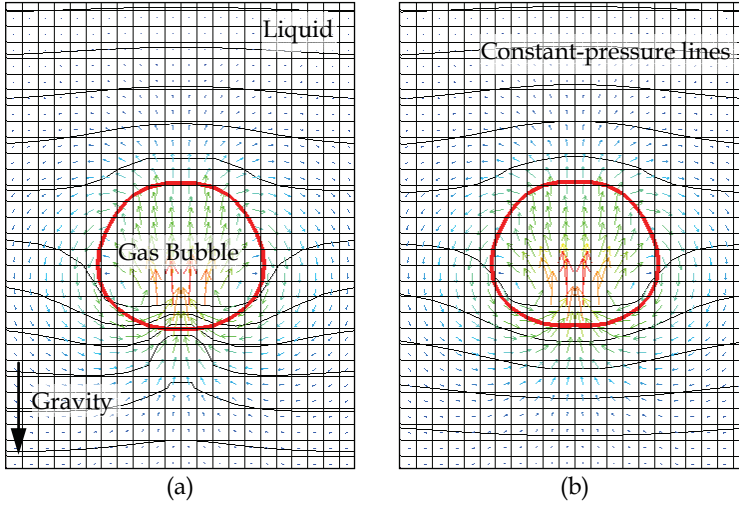 Liquid
Constant-pressure lines
Gas Bubble
Gravity
(a)
(b)